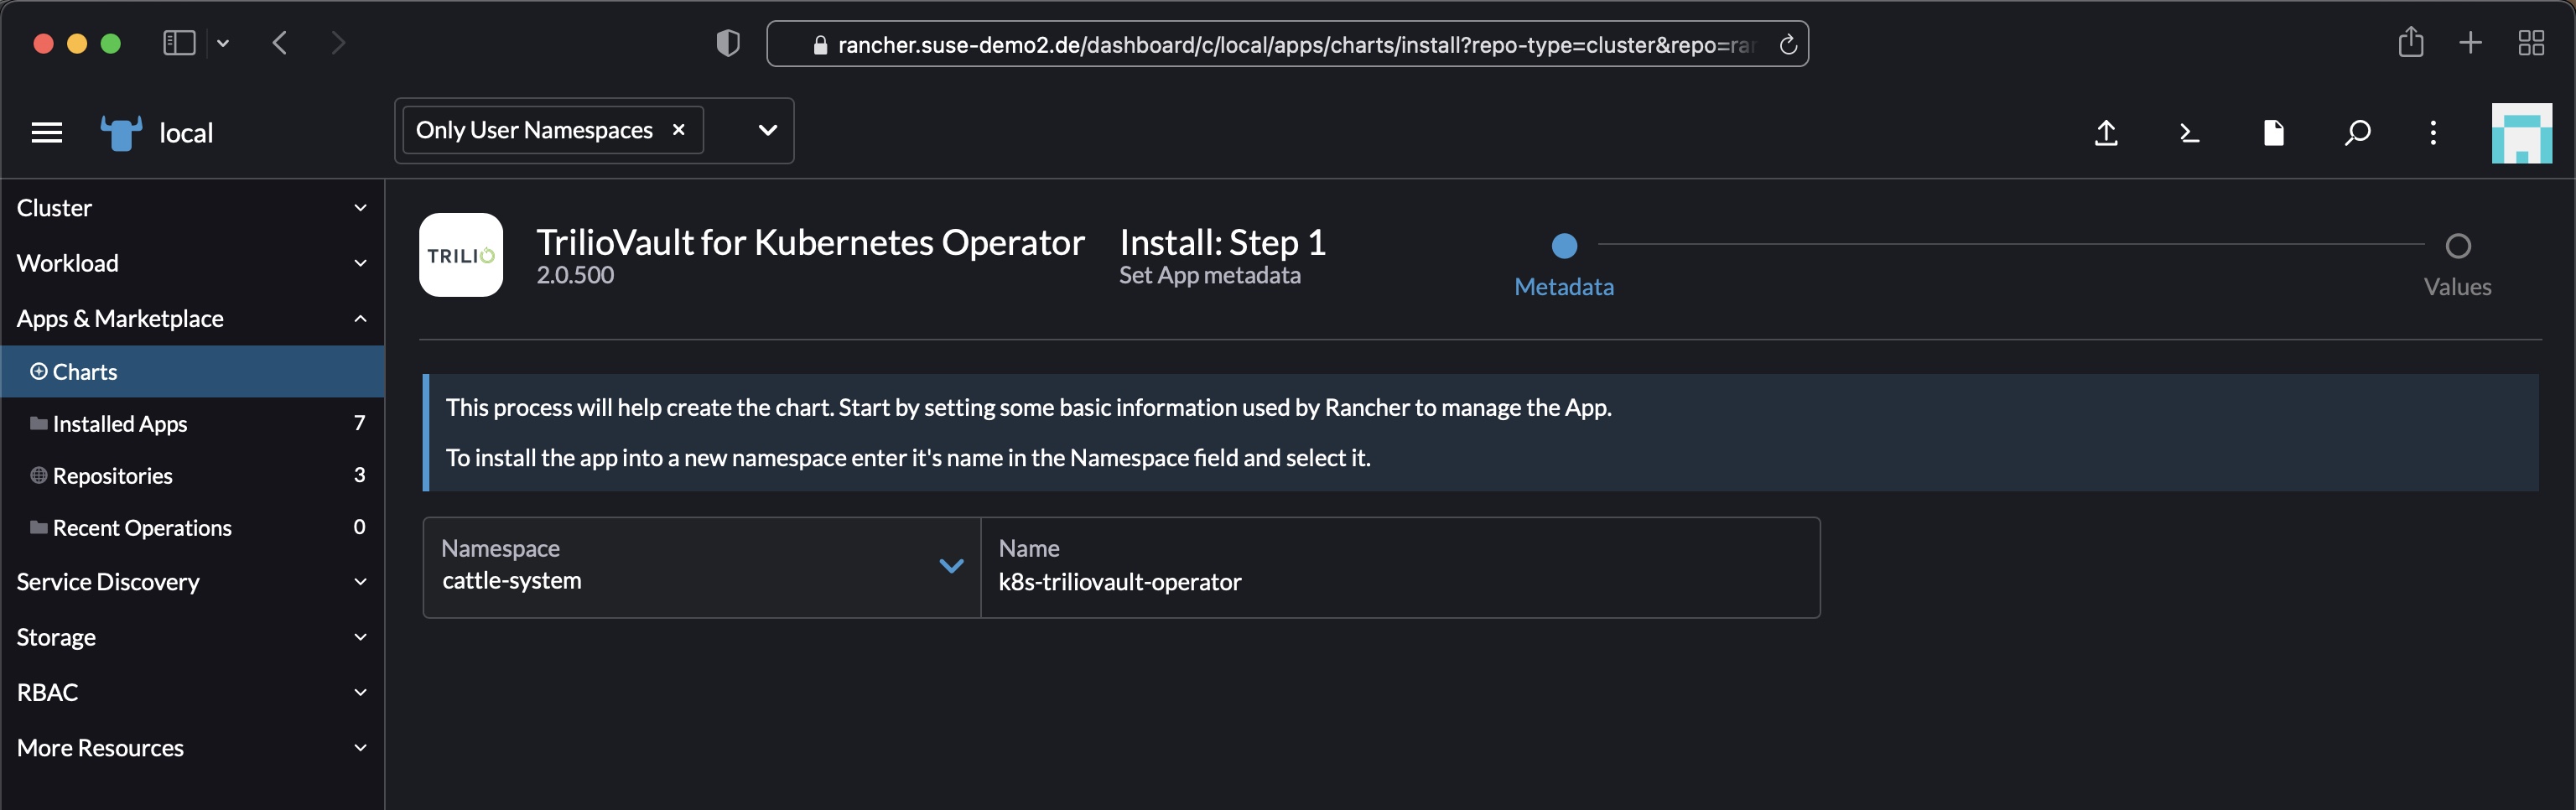 rancher.suse-demo2.de/dashboard/c/local/apps/charts/install?repo-type=cluster&repo=rar
local
Only User Namespaces
Cluster
Workload
Apps & Marketplace
Charts
Installed Apps 7
Repositories 3
Recent Operations 0
Service Discovery
Storage
RBAC
More Resources
TRILIO
TrilioVault for Kubernetes Operator
2.0.500
Install: Step 1
Set App metadata
Metadata
Values
This process will help create the chart. Start by setting some basic information used by Rancher to manage the App.
To install the app into a new namespace enter it's name in the Namespace field and select it.
Namespace
cattle-system
Name
k8s-triliovault-operator